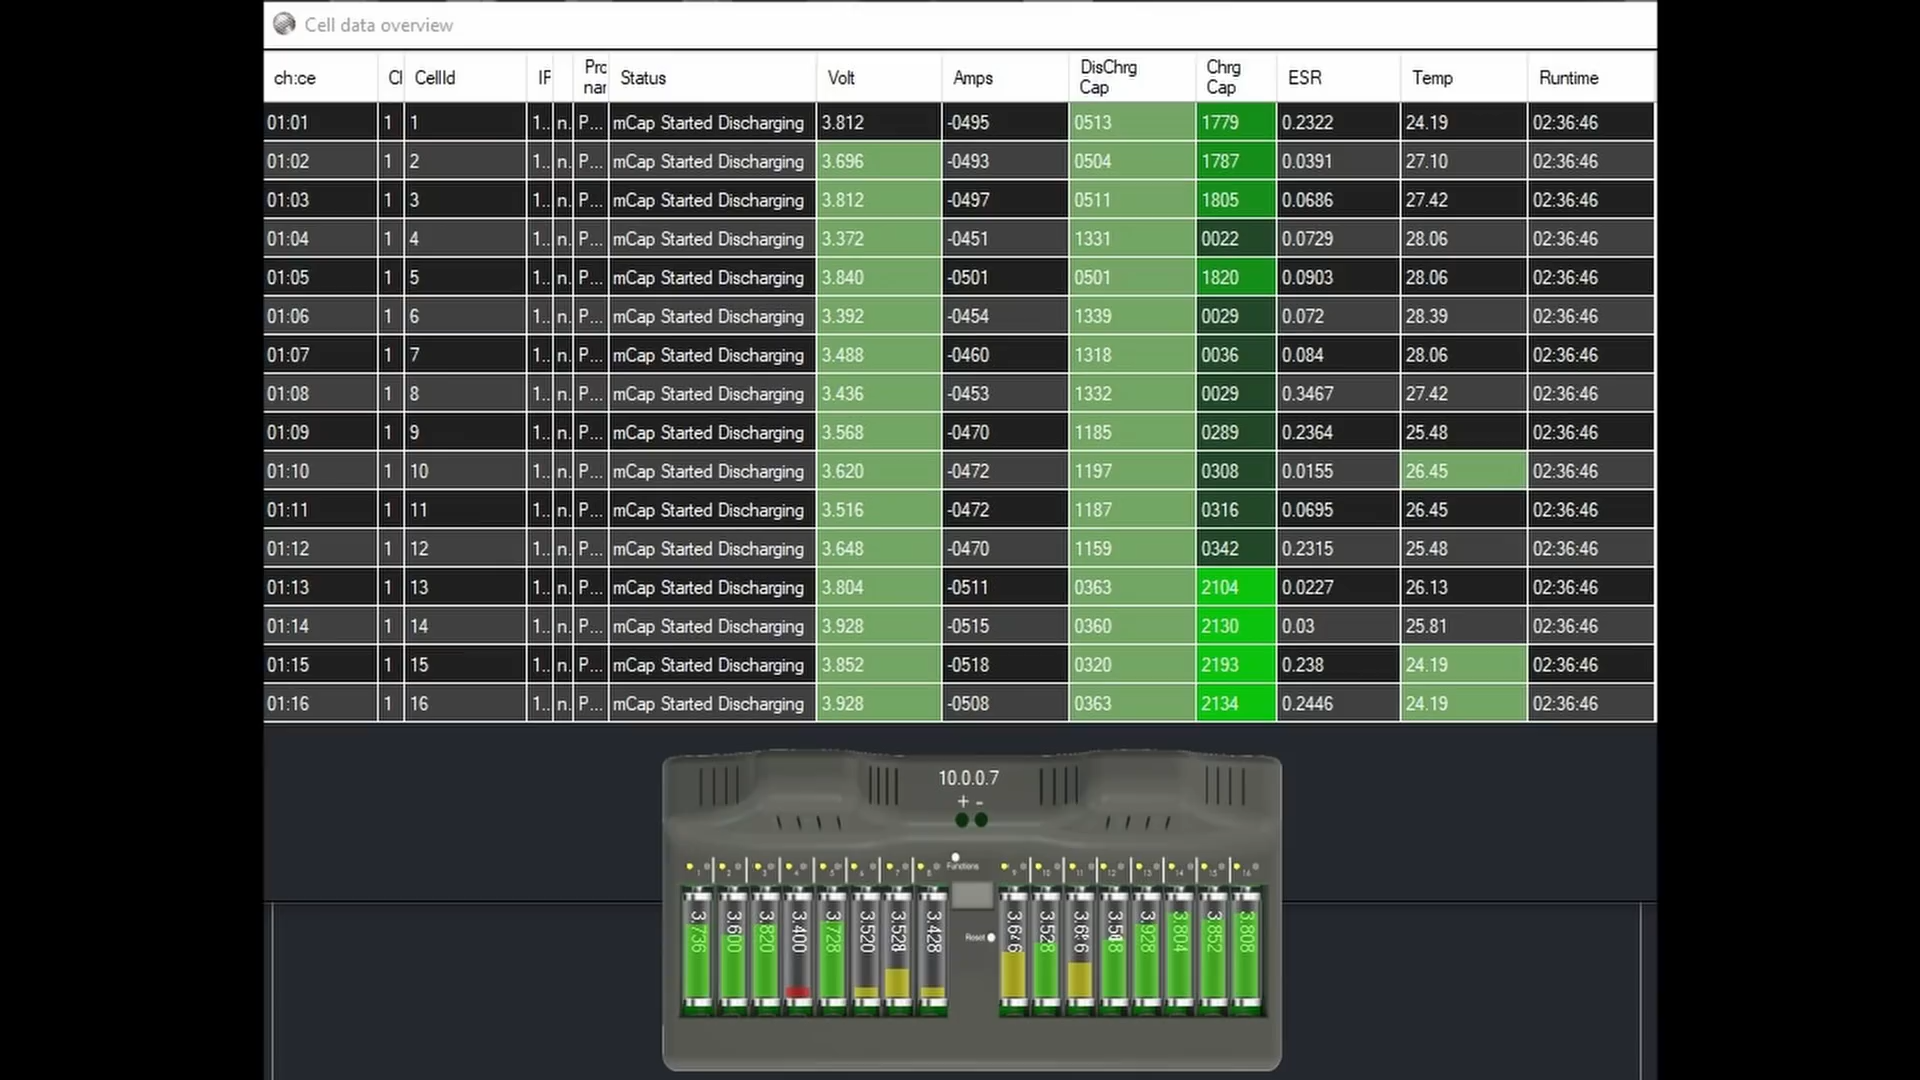 Cell data overview
ch:ce Cl CellId IF Prc nar Status Volt Amps DisChrg Cap Chrg Cap ESR Temp Runtime
01:01 1 1 1.. n. P... mCap Started Discharging 3.812 -0495 0513 1779 0.2322 24.19 02:36:46
01:02 1 2 1.. n. P... mCap Started Discharging 3.696 -0493 0504 1787 0.0391 27.10 02:36:46
01:03 1 3 1.. n. P... mCap Started Discharging 3.812 -0497 0511 1805 0.0686 27.42 02:36:46
01:04 1 4 1.. n. P... mCap Started Discharging 3.372 -0451 1331 0022 0.0729 28.06 02:36:46
01:05 1 5 1.. n. P... mCap Started Discharging 3.840 -0501 0501 1820 0.0903 28.06 02:36:46
01:06 1 6 1.. n. P... mCap Started Discharging 3.392 -0454 1339 0029 0.072 28.39 02:36:46
01:07 1 7 1.. n. P... mCap Started Discharging 3.488 -0460 1318 0036 0.084 28.06 02:36:46
01:08 1 8 1.. n. P... mCap Started Discharging 3.436 -0453 1332 0029 0.3467 27.42 02:36:46
01:09 1 9 1.. n. P... mCap Started Discharging 3.568 -0470 1185 0289 0.2364 25.48 02:36:46
01:10 1 10 1.. n. P... mCap Started Discharging 3.620 -0472 1197 0308 0.0155 26.45 02:36:46
01:11 1 11 1.. n. P... mCap Started Discharging 3.516 -0472 1187 0316 0.0695 26.45 02:36:46
01:12 1 12 1.. n. P... mCap Started Discharging 3.648 -0470 1159 0342 0.2315 25.48 02:36:46
01:13 1 13 1.. n. P... mCap Started Discharging 3.804 -0511 0363 2104 0.0227 26.13 02:36:46
01:14 1 14 1.. n. P... mCap Started Discharging 3.928 -0515 0360 2130 0.03 25.81 02:36:46
01:15 1 15 1.. n. P... mCap Started Discharging 3.852 -0518 0320 2193 0.238 24.19 02:36:46
01:16 1 16 1.. n. P... mCap Started Discharging 3.928 -0508 0363 2134 0.2446 24.19 02:36:46
10.0.0.7
+ -
Functions
1 2 3 4 5 6 7 8 9 10 11 12 13 14 15 16
3.736 3.600 3.820 3.400 3.728 3.520 3.528 3.428 3.528 3.928 3.804 3.852 3.808
Reset